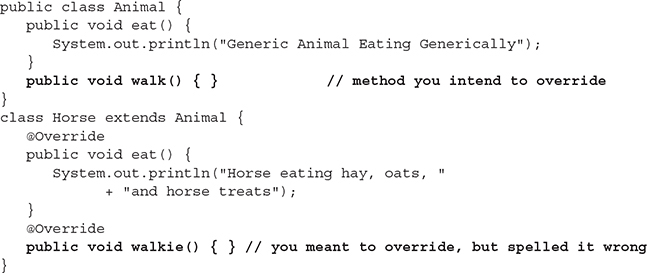 public class Animal {
   public void eat() {
      System.out.println("Generic Animal Eating Generically");
   }
   public void walk() { }             // method you intend to override
}
class Horse extends Animal {
   @Override
   public void eat() {
      System.out.println("Horse eating hay, oats, "
            + "and horse treats");
   }
   @Override
   public void walkie() { } // you meant to override, but spelled it wrong
}